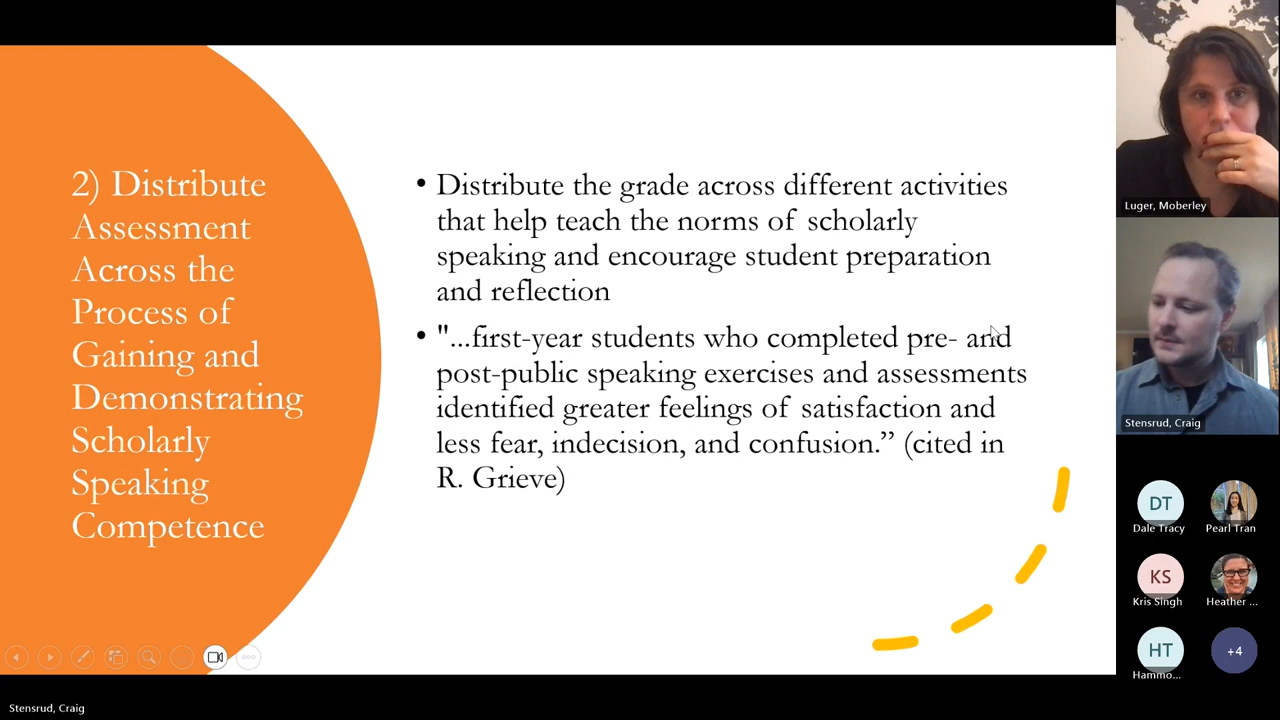 2) Distribute
Assessment
Across the
Process of
Gaining and
Demonstrating
Scholarly
Speaking
Competence
• Distribute the grade across different activities
that help teach the norms of scholarly
speaking and encourage student preparation
and reflection
• "...first-year students who completed pre- and
post-public speaking exercises and assessments
identified greater feelings of satisfaction and
less fear, indecision, and confusion.” (cited in
R. Grieve)
Luger, Moberley
Stensrud, Craig
DT
Dale Tracy
Pearl Tran
KS
Kris Singh
Heather ...
HT
Hammo...
+4
Stensrud, Craig